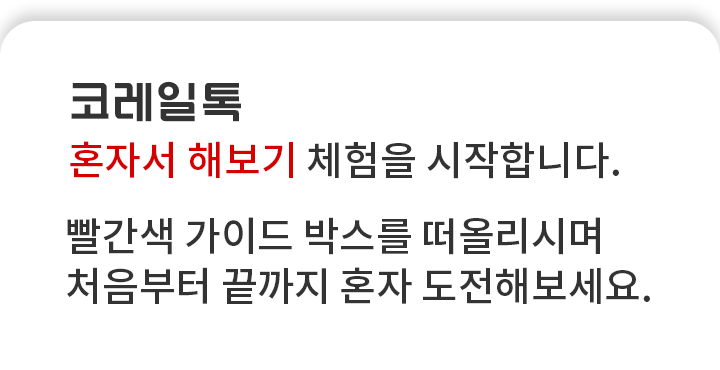 코레일톡
혼자서 해보기 체험을 시작합니다.
빨간색 가이드 박스를 떠올리시며
처음부터 끝까지 혼자 도전해보세요.